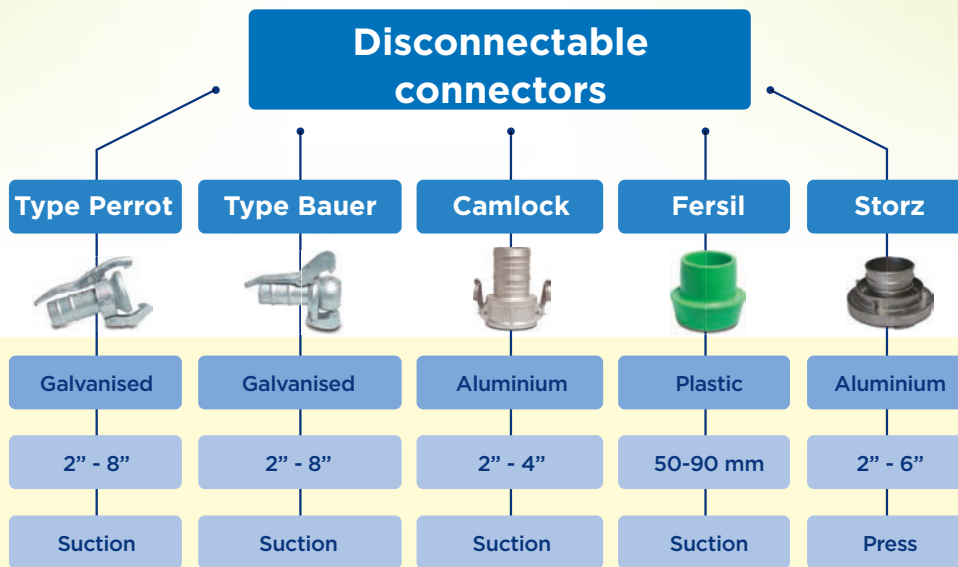 Disconnectable
connectors
Type Perrot
Type Bauer
Camlock
Fersil
Storz
Galvanised
Galvanised
Aluminium
Plastic
Aluminium
2” - 8”
2” - 8”
2” - 4”
50-90 mm
2” - 6”
Suction
Suction
Suction
Suction
Press